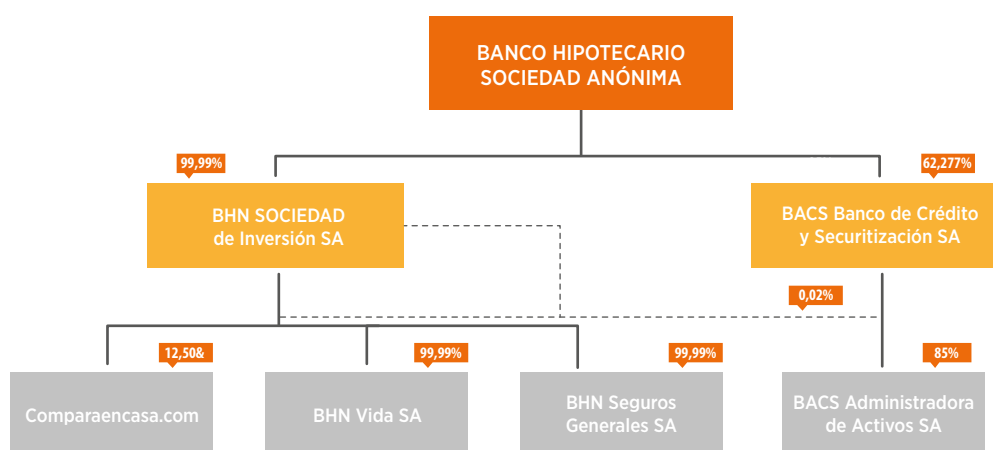 BANCO HIPOTECARIO
SOCIEDAD ANÓNIMA
99,99%
62,277%
BHN SOCIEDAD
de Inversión SA
BACS Banco de Crédito
y Securitización SA
0,02%
12,50&
99,99%
99,99%
85%
Comparaencasa.com
BHN Vida SA
BHN Seguros
Generales SA
BACS Administradora
de Activos SA